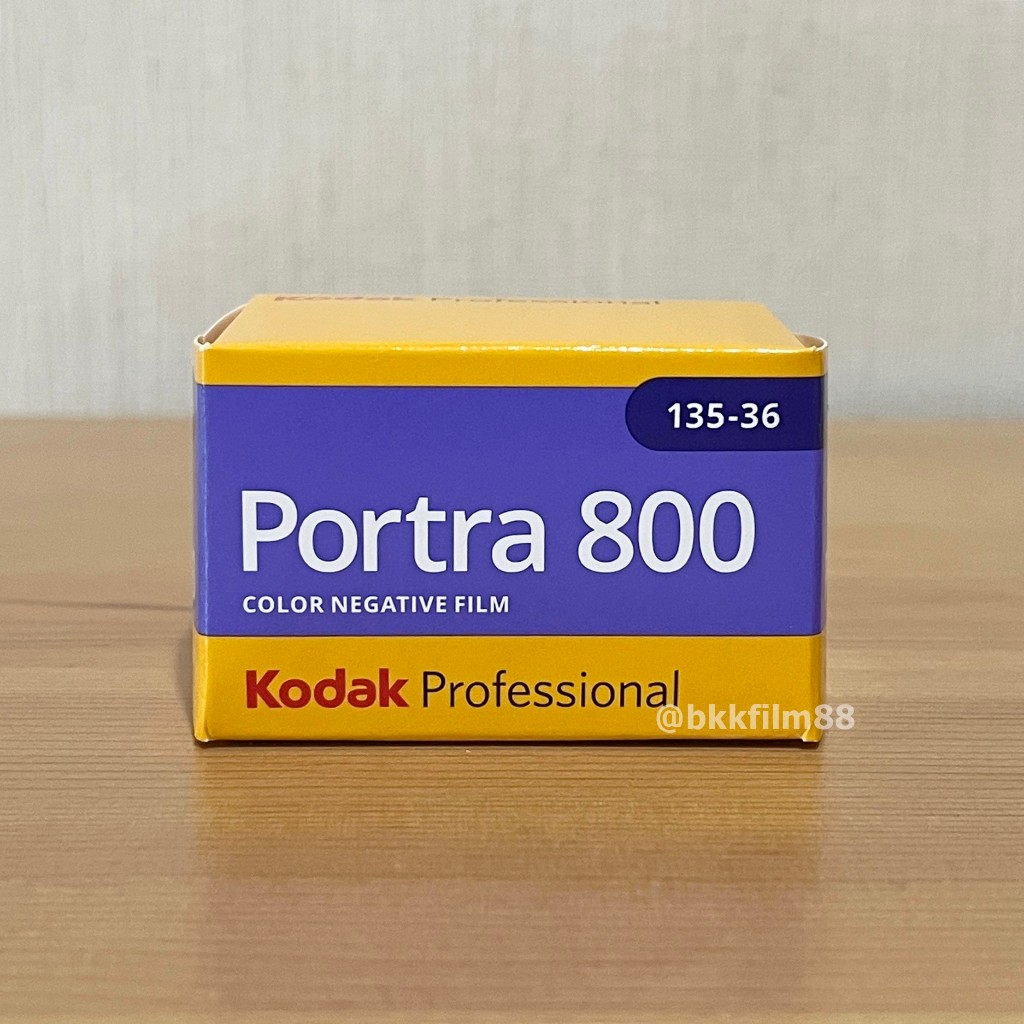 Kodak Professional
135-36
Portra 800
COLOR NEGATIVE FILM
Kodak Professional
@bkkfilm88